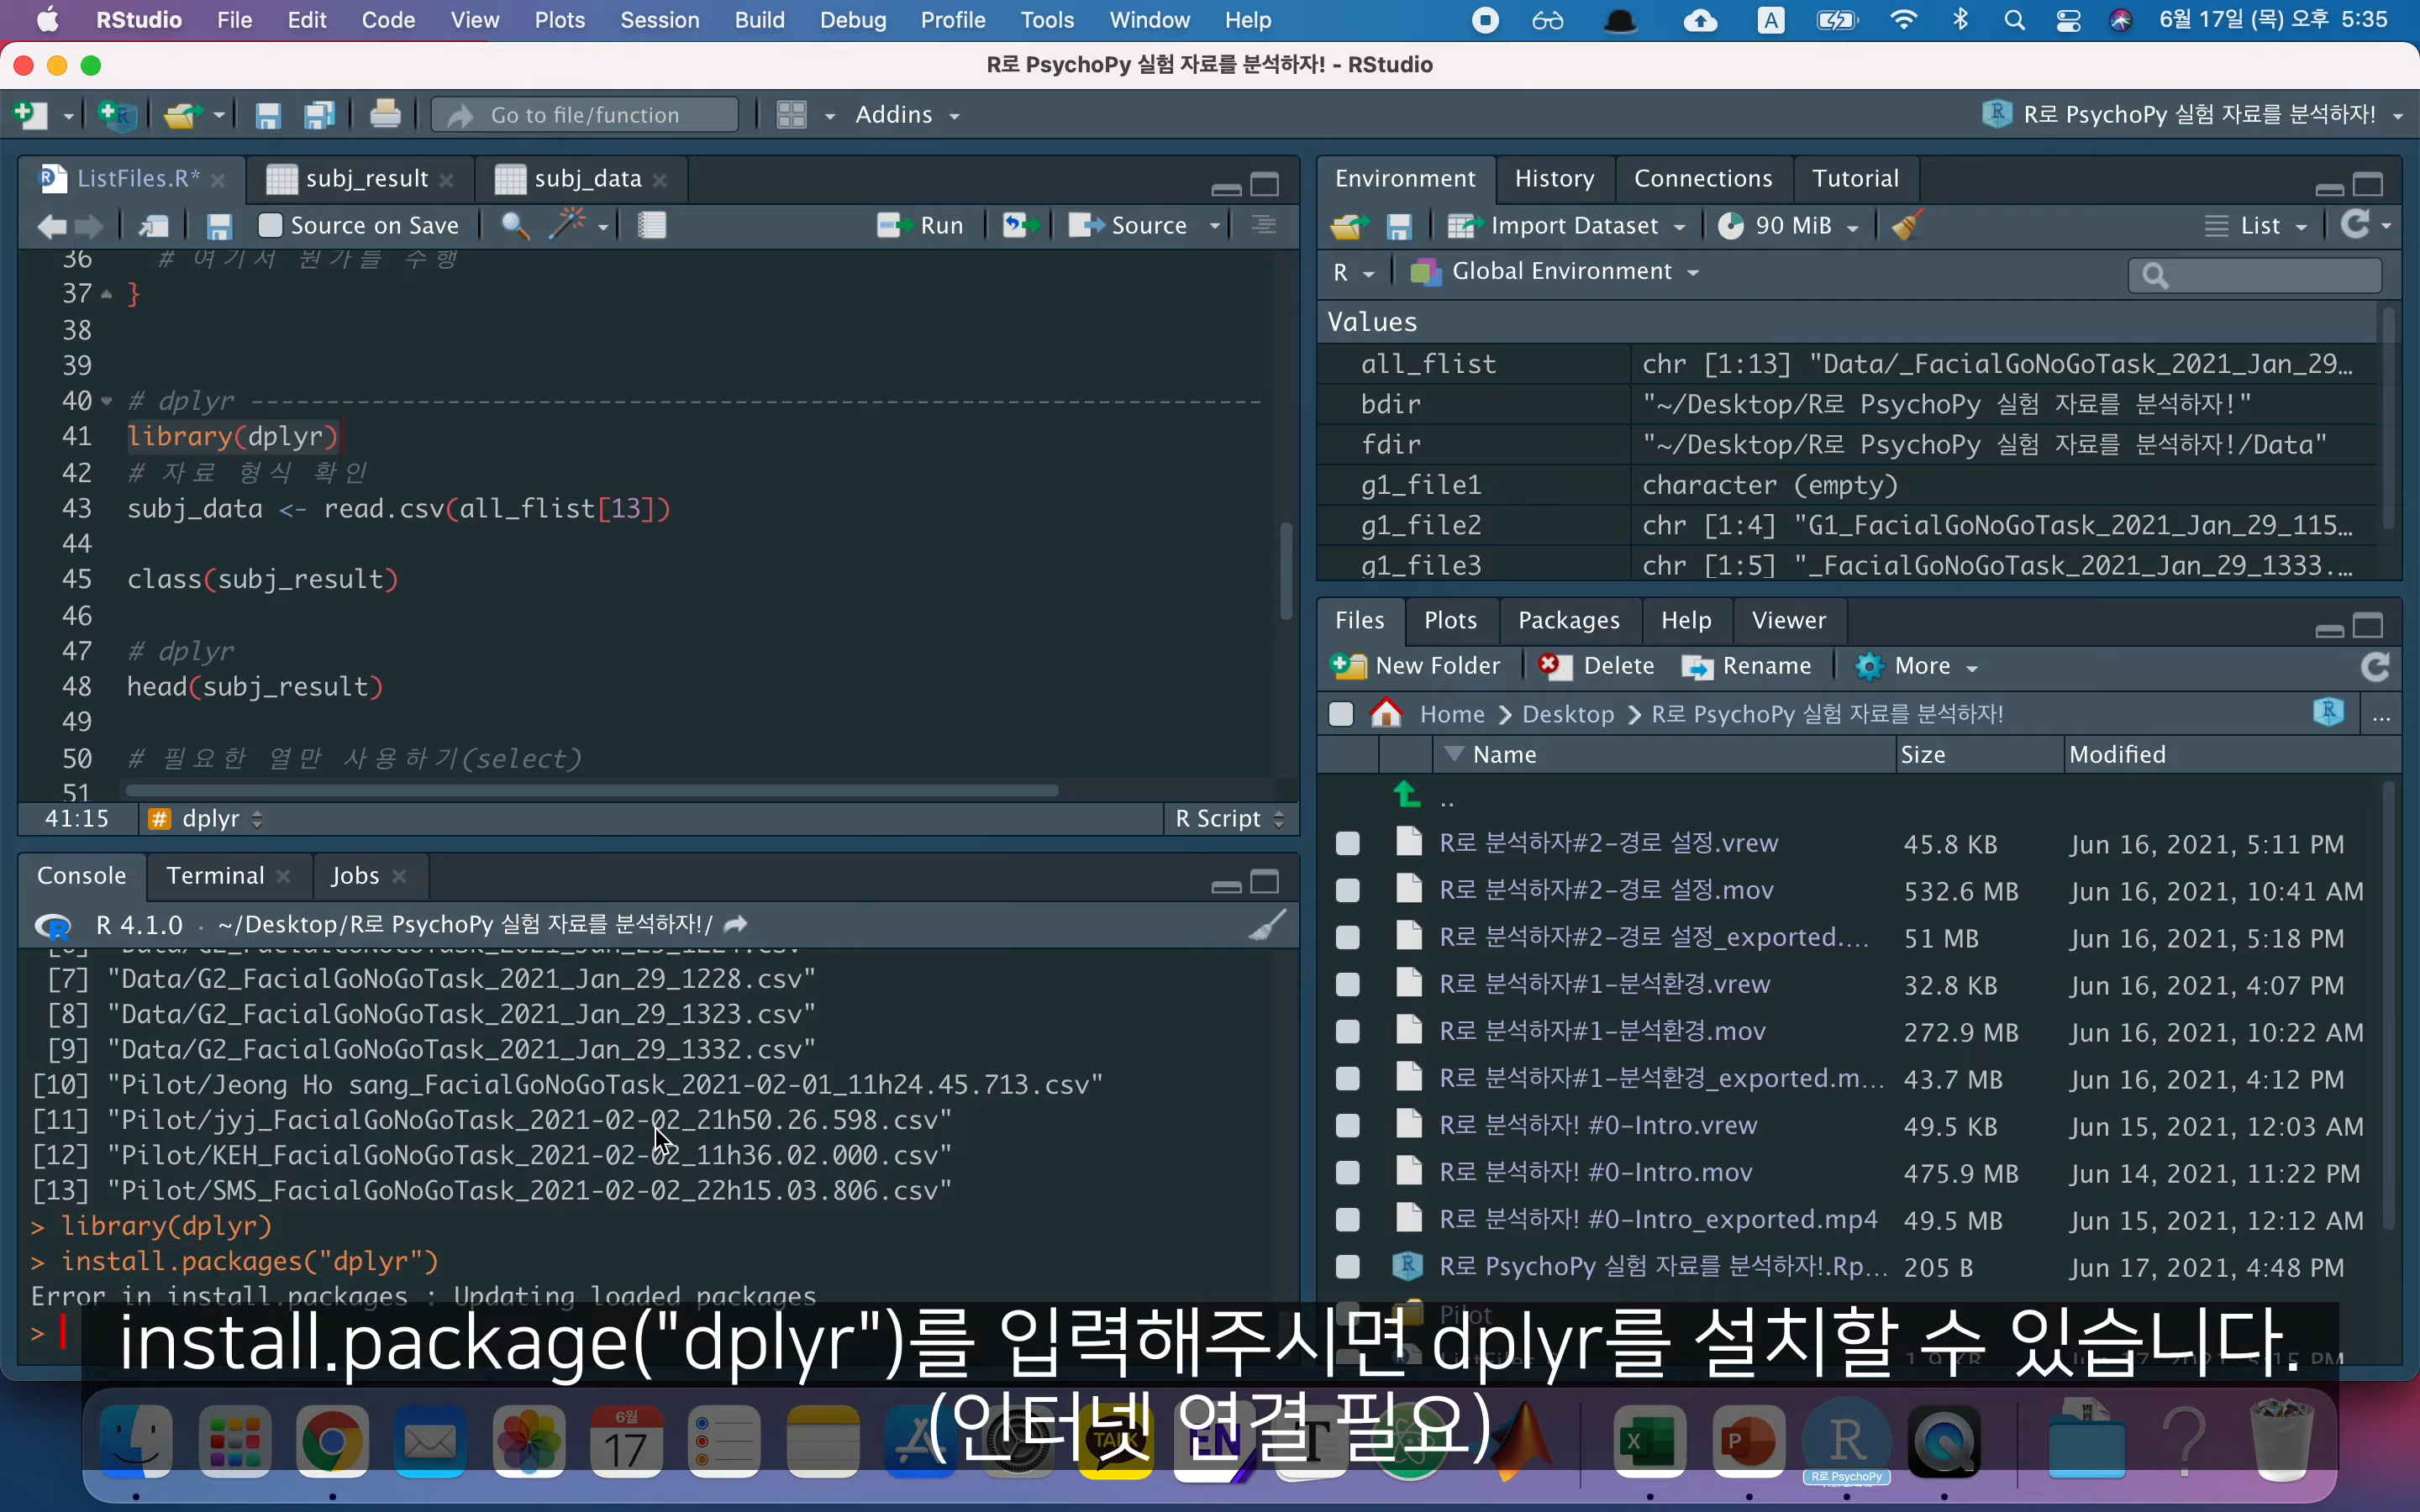 RStudio File Edit Code View Plots Session Build Debug Profile Tools Window Help
A 6월 17일 (목) 오후 5:35
R로 PsychoPy 실험 자료를 분석하자! - RStudio
Go to file/function Addins R로 PsychoPy 실험 자료를 분석하자!
ListFiles.R* subj_result subj_data
Source on Save Run Source
36 # 여기서 뭔가를 수행
37 }
38
39
40 # dplyr ----------------------------------------------------------------
41 library(dplyr)
42 # 자료 형식 확인
43 subj_data <- read.csv(all_flist[13])
44
45 class(subj_result)
46
47 # dplyr
48 head(subj_result)
49
50 # 필요한 열만 사용하기(select)
51
41:15 # dplyr R Script
Console Terminal Jobs
R 4.1.0 · ~/Desktop/R로 PsychoPy 실험 자료를 분석하자!/
[7] "Data/G2_FacialGoNoGoTask_2021_Jan_29_1228.csv"
[8] "Data/G2_FacialGoNoGoTask_2021_Jan_29_1323.csv"
[9] "Data/G2_FacialGoNoGoTask_2021_Jan_29_1332.csv"
[10] "Pilot/Jeong Ho sang_FacialGoNoGoTask_2021-02-01_11h24.45.713.csv"
[11] "Pilot/jyj_FacialGoNoGoTask_2021-02-02_21h50.26.598.csv"
[12] "Pilot/KEH_FacialGoNoGoTask_2021-02-02_11h36.02.000.csv"
[13] "Pilot/SMS_FacialGoNoGoTask_2021-02-02_22h15.03.806.csv"
> library(dplyr)
> install.packages("dplyr")
Error in install.packages : Updating loaded packages
>
Environment History Connections Tutorial
Import Dataset 90 MiB List
R Global Environment
Values
all_flist chr [1:13] "Data/_FacialGoNoGoTask_2021_Jan_29…
bdir "~/Desktop/R로 PsychoPy 실험 자료를 분석하자!"
fdir "~/Desktop/R로 PsychoPy 실험 자료를 분석하자!/Data"
g1_file1 character (empty)
g1_file2 chr [1:4] "G1_FacialGoNoGoTask_2021_Jan_29_115…
g1_file3 chr [1:5] "_FacialGoNoGoTask_2021_Jan_29_1333.…
Files Plots Packages Help Viewer
New Folder Delete Rename More
Home Desktop R로 PsychoPy 실험 자료를 분석하자! ...
Name Size Modified
..
R로 분석하자#2-경로 설정.vrew 45.8 KB Jun 16, 2021, 5:11 PM
R로 분석하자#2-경로 설정.mov 532.6 MB Jun 16, 2021, 10:41 AM
R로 분석하자#2-경로 설정_exported.... 51 MB Jun 16, 2021, 5:18 PM
R로 분석하자#1-분석환경.vrew 32.8 KB Jun 16, 2021, 4:07 PM
R로 분석하자#1-분석환경.mov 272.9 MB Jun 16, 2021, 10:22 AM
R로 분석하자#1-분석환경_exported.m... 43.7 MB Jun 16, 2021, 4:12 PM
R로 분석하자! #0-Intro.vrew 49.5 KB Jun 15, 2021, 12:03 AM
R로 분석하자! #0-Intro.mov 475.9 MB Jun 14, 2021, 11:22 PM
R로 분석하자! #0-Intro_exported.mp4 49.5 MB Jun 15, 2021, 12:12 AM
R로 PsychoPy 실험 자료를 분석하자!.Rp... 205 B Jun 17, 2021, 4:48 PM
Pilot
install.package("dplyr")를 입력해주시면 dplyr를 설치할 수 있습니다.
(인터넷 연결 필요)
6월
17
TALK
EN
T
X
P
R
R로 PsychoPy